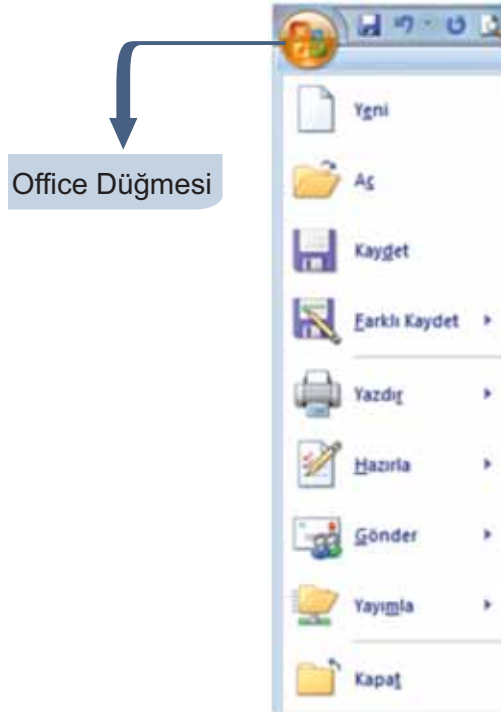 Office Düğmesi
Yeni
Aç
Kaydet
Farklı Kaydet
Yazdır
Hazırla
Gönder
Yayımla
Kapat